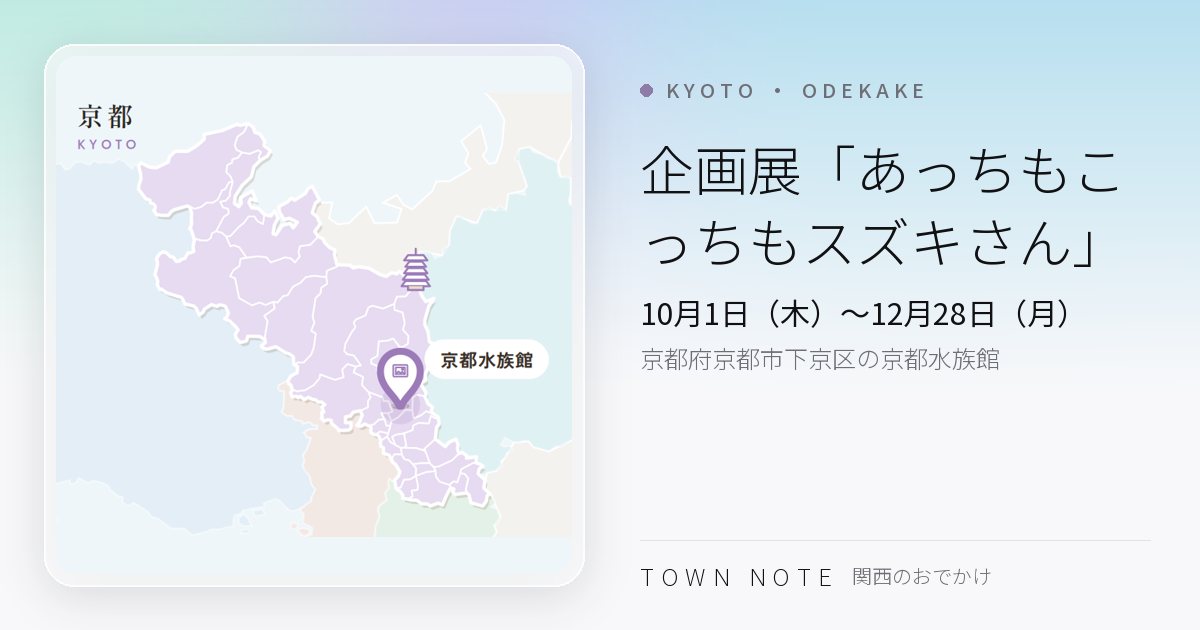 京都
KYOTO
京都水族館
KYOTO • ODEKAKE
企画展「あっちもこ
っちもスズキさん」
10月1日（木）〜12月28日（月）
京都府京都市下京区の京都水族館
TOWN NOTE 関西のおでかけ